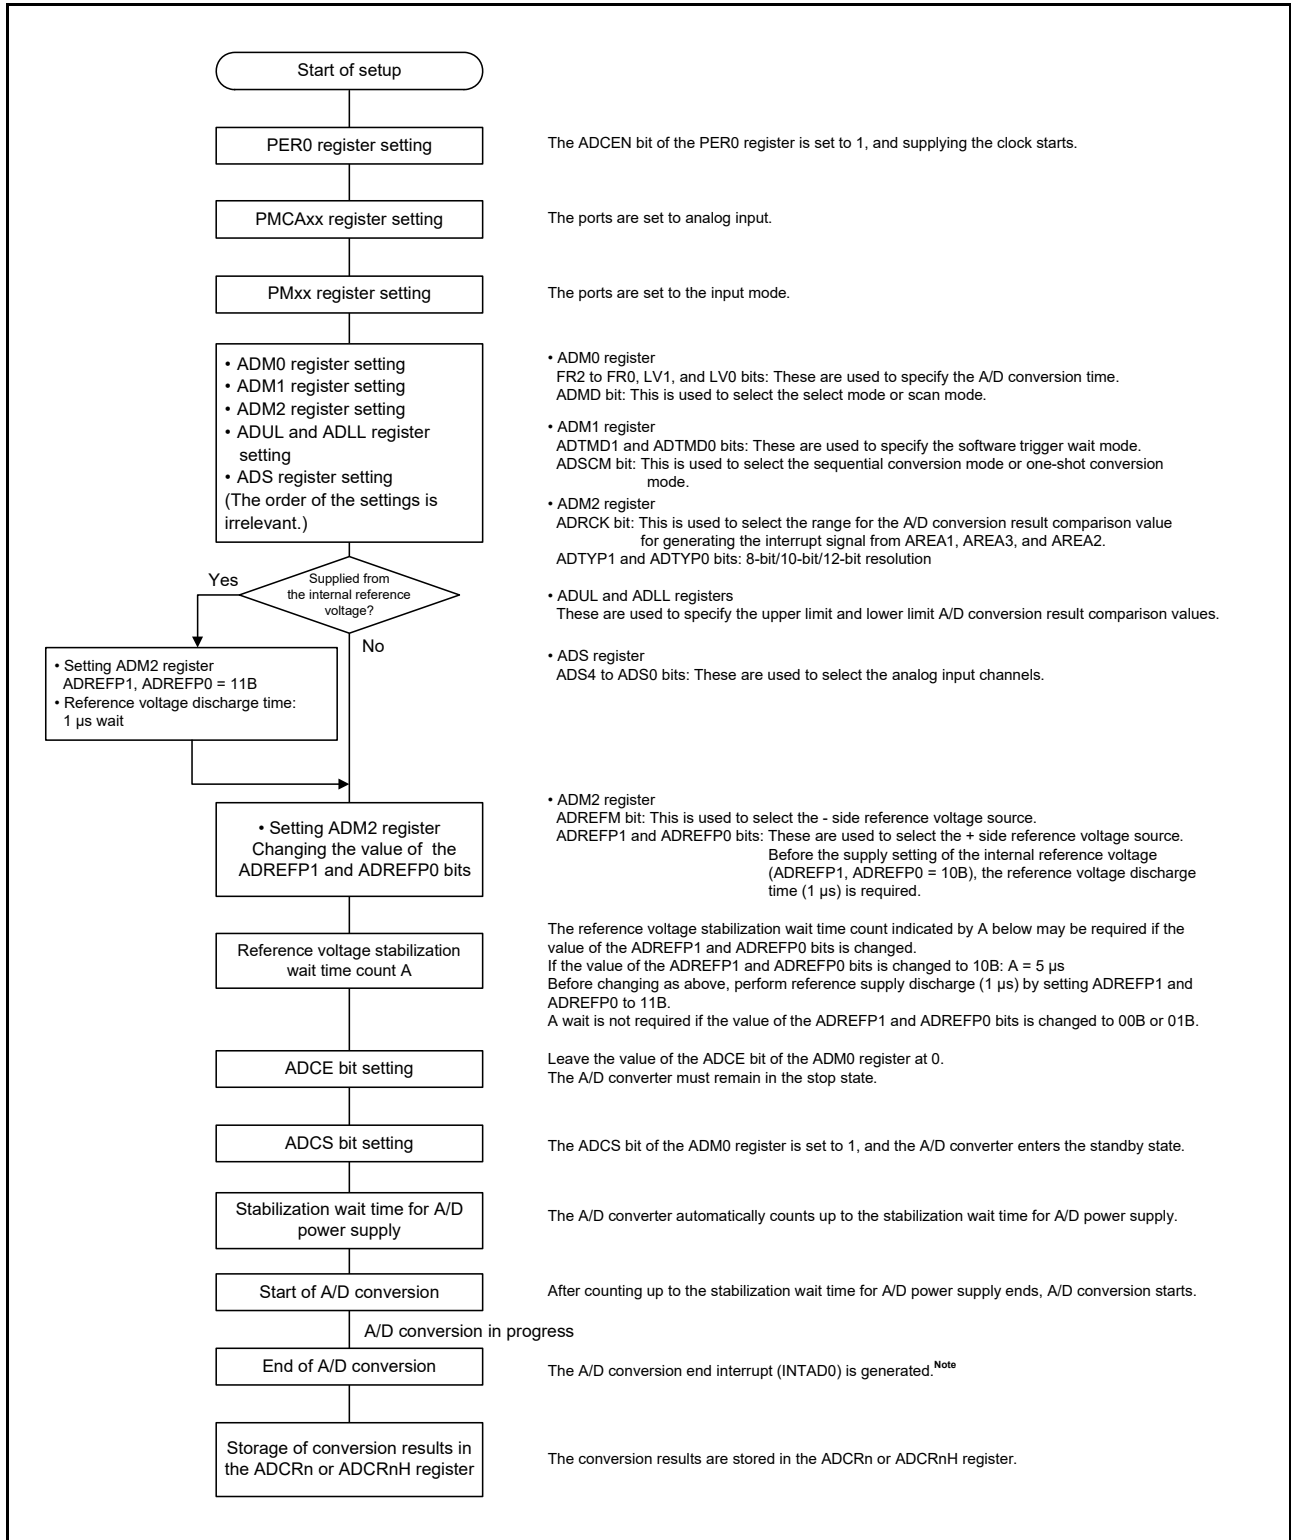 Start of setup
PER0 register setting
The ADCEN bit of the PER0 register is set to 1, and supplying the clock starts.
PMCAxx register setting
The ports are set to analog input.
PMxx register setting
The ports are set to the input mode.
• ADM0 register setting
• ADM1 register setting
• ADM2 register setting
• ADUL and ADLL register
setting
• ADS register setting
(The order of the settings is
irrelevant.)
• ADM0 register
FR2 to FR0, LV1, and LV0 bits: These are used to specify the A/D conversion time.
ADMD bit: This is used to select the select mode or scan mode.
• ADM1 register
ADTMD1 and ADTMD0 bits: These are used to specify the software trigger wait mode.
ADSCM bit: This is used to select the sequential conversion mode or one-shot conversion
mode.
• ADM2 register
ADRCK bit: This is used to select the range for the A/D conversion result comparison value
for generating the interrupt signal from AREA1, AREA3, and AREA2.
ADTYP1 and ADTYP0 bits: 8-bit/10-bit/12-bit resolution
• ADUL and ADLL registers
These are used to specify the upper limit and lower limit A/D conversion result comparison values.
• ADS register
ADS4 to ADS0 bits: These are used to select the analog input channels.
Yes
Supplied from
the internal reference
voltage?
No
• Setting ADM2 register
ADREFP1, ADREFP0 = 11B
• Reference voltage discharge time:
1 µs wait
• Setting ADM2 register
Changing the value of the
ADREFP1 and ADREFP0 bits
• ADM2 register
ADREFM bit: This is used to select the - side reference voltage source.
ADREFP1 and ADREFP0 bits: These are used to select the + side reference voltage source.
Before the supply setting of the internal reference voltage
(ADREFP1, ADREFP0 = 10B), the reference voltage discharge
time (1 µs) is required.
Reference voltage stabilization
wait time count A
The reference voltage stabilization wait time count indicated by A below may be required if the
value of the ADREFP1 and ADREFP0 bits is changed.
If the value of the ADREFP1 and ADREFP0 bits is changed to 10B: A = 5 µs
Before changing as above, perform reference supply discharge (1 µs) by setting ADREFP1 and
ADREFP0 to 11B.
A wait is not required if the value of the ADREFP1 and ADREFP0 bits is changed to 00B or 01B.
ADCE bit setting
Leave the value of the ADCE bit of the ADM0 register at 0.
The A/D converter must remain in the stop state.
ADCS bit setting
The ADCS bit of the ADM0 register is set to 1, and the A/D converter enters the standby state.
Stabilization wait time for A/D
power supply
The A/D converter automatically counts up to the stabilization wait time for A/D power supply.
Start of A/D conversion
After counting up to the stabilization wait time for A/D power supply ends, A/D conversion starts.
A/D conversion in progress
End of A/D conversion
The A/D conversion end interrupt (INTAD0) is generated.Note
Storage of conversion results in
the ADCRn or ADCRnH register
The conversion results are stored in the ADCRn or ADCRnH register.